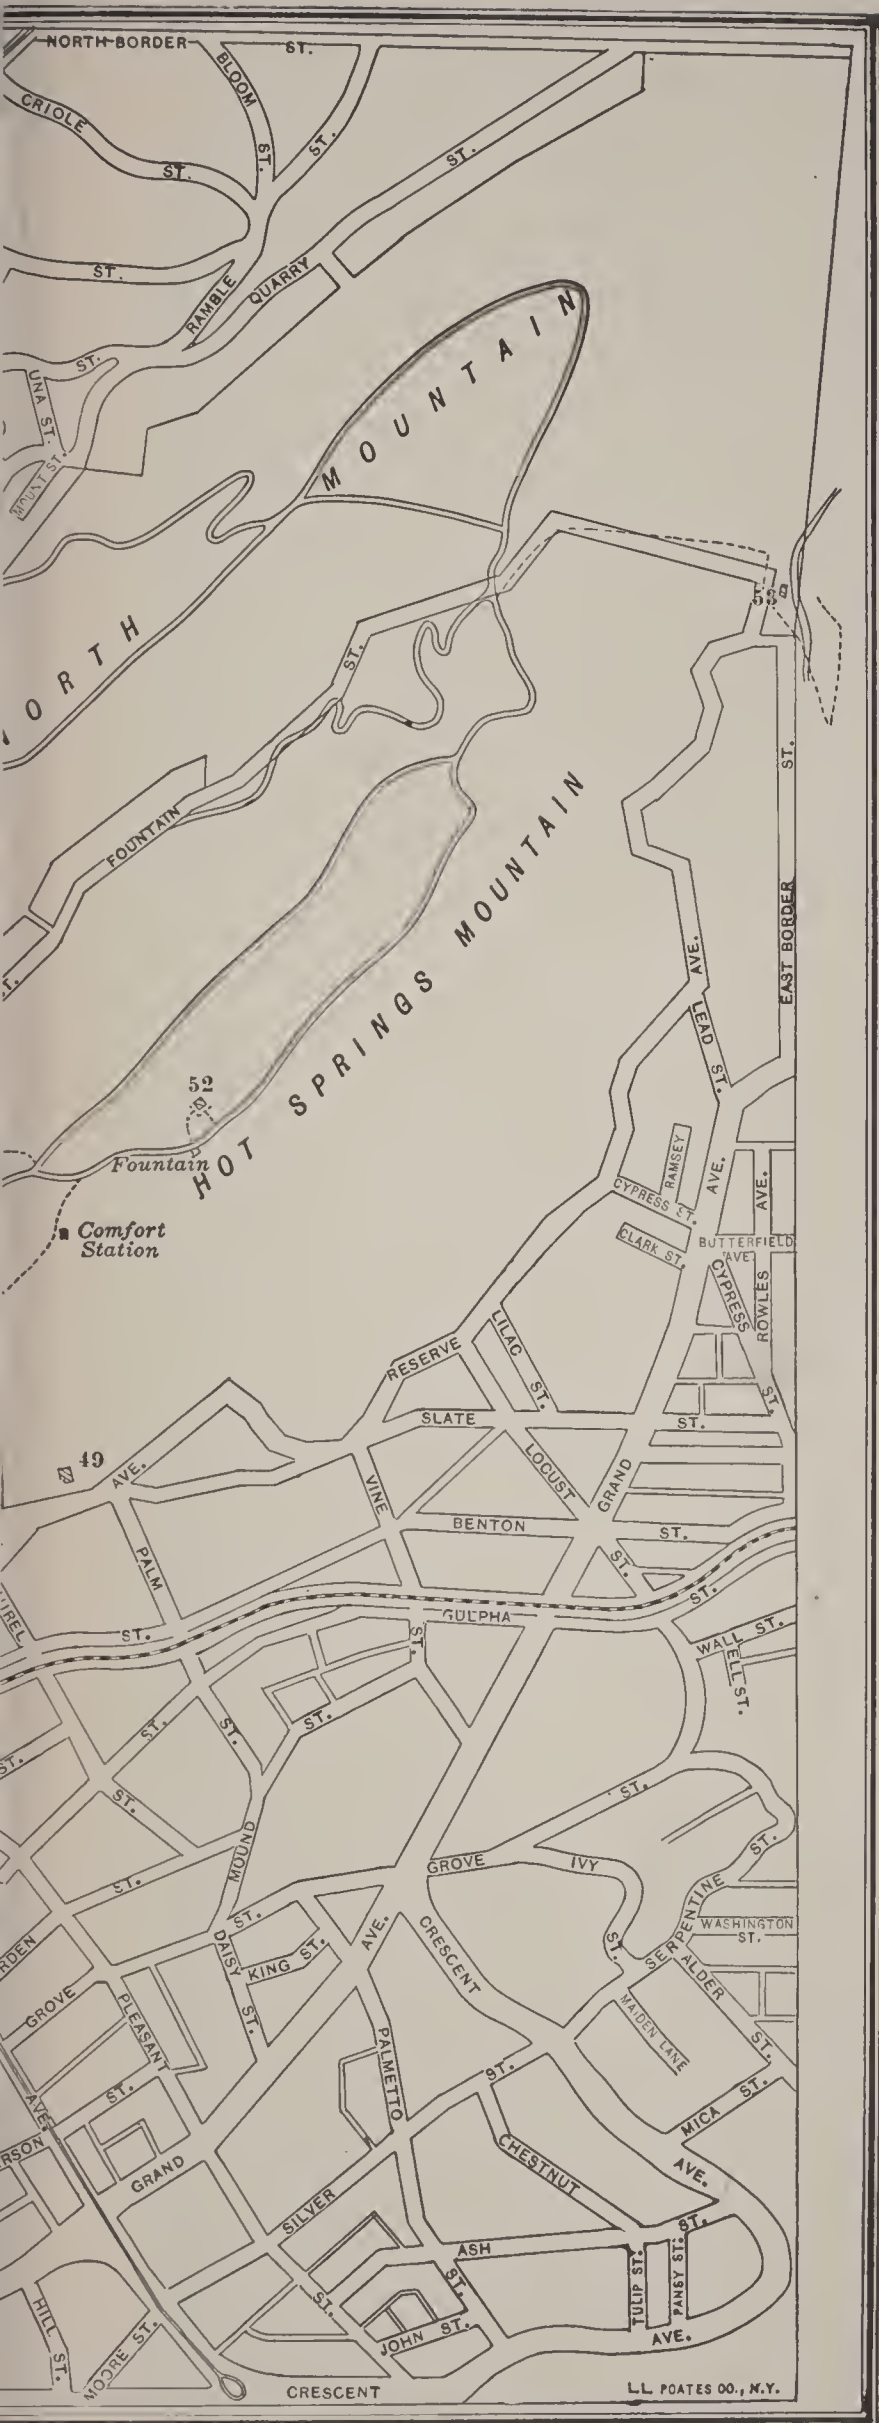 NORTH BORDER ST.
BLOOM ST.
CRIOLE ST.
ST.
ST.
ST.
RAMBLE
QUARRY
ST.
UNA ST.
MOUNT ST.
MOUNTAIN
ORTH
53
ST.
FOUNTAIN
HOT SPRINGS MOUNTAIN
ST.
EAST BORDER
AVE.
LEAD ST.
52
Fountain
Comfort
Station
RAMSEY
CYPRESS ST.
CLARK ST.
AVE.
AVE.
BUTTERFIELD
AVE
CYPRESS
ROWLES
ST.
RESERVE
LILAC ST.
SLATE
ST.
49
AVE.
VINE
LOCUST
GRAND
BENTON
ST.
ST.
PALM
ST.
GULPHA
ST.
ST.
WALL ST.
ELL ST.
ST.
ST.
ST.
ST.
ST.
ST.
MOUND
GROVE
IVY
ST.
ST.
ST.
SERPENTINE
WASHINGTON
ST.
RDEN
ST.
AVE.
CRESCENT
DAISY
KING ST.
ALDER
GROVE
PLEASANT
ST.
MAIDEN LANE
ST.
PALMETTO
ST.
AVE.
ST.
MICA ST.
RSON
GRAND
CHESTNUT
AVE.
SILVER
ASH
ST.
ST.
ST.
TULIP ST.
PANSY ST.
HILL
ST.
MOORE ST.
JOHN ST.
AVE.
CRESCENT
L.L. POATES CO., N.Y.